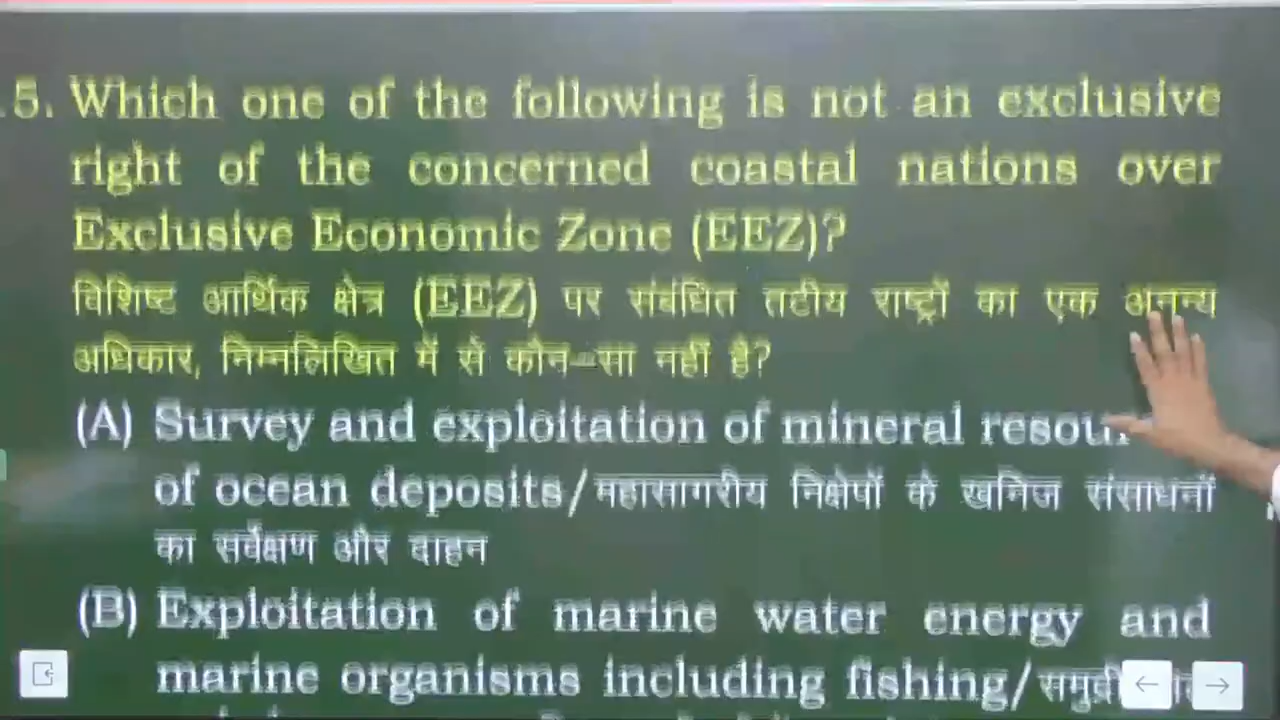 5. Which one of the following is not an exclusive
right of the concerned coastal nations over
Exclusive Economic Zone (EEZ)?
विशिष्ट आर्थिक क्षेत्र (EEZ) पर संबंधित तटीय राष्ट्रों का एक अनन्य
अधिकार, निम्नलिखित में से कौन–सा नहीं है?
(A) Survey and exploitation of mineral
of ocean deposits/महासागरीय निक्षेपों के खनिज संसाधनों
का सर्वेक्षण और दोहन
(B) Exploitation of marine water energy and
marine organisms including fishing/